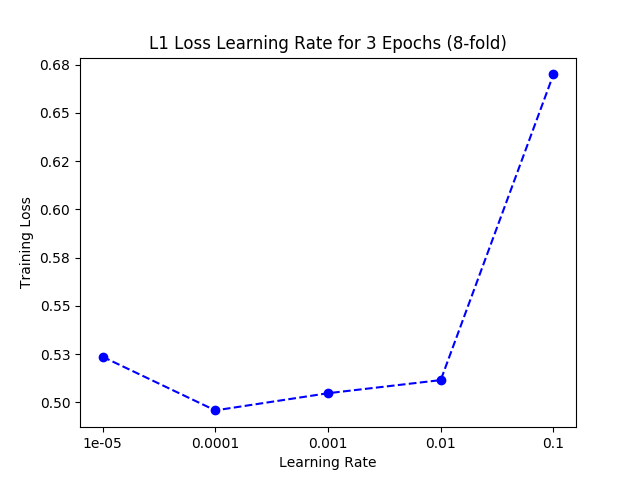 L1 Loss Learning Rate for 3 Epochs (8-fold)
Training Loss
0.68
0.65
0.62
0.60
0.58
0.55
0.53
0.50
1e-05 0.0001 0.001 0.01 0.1
Learning Rate